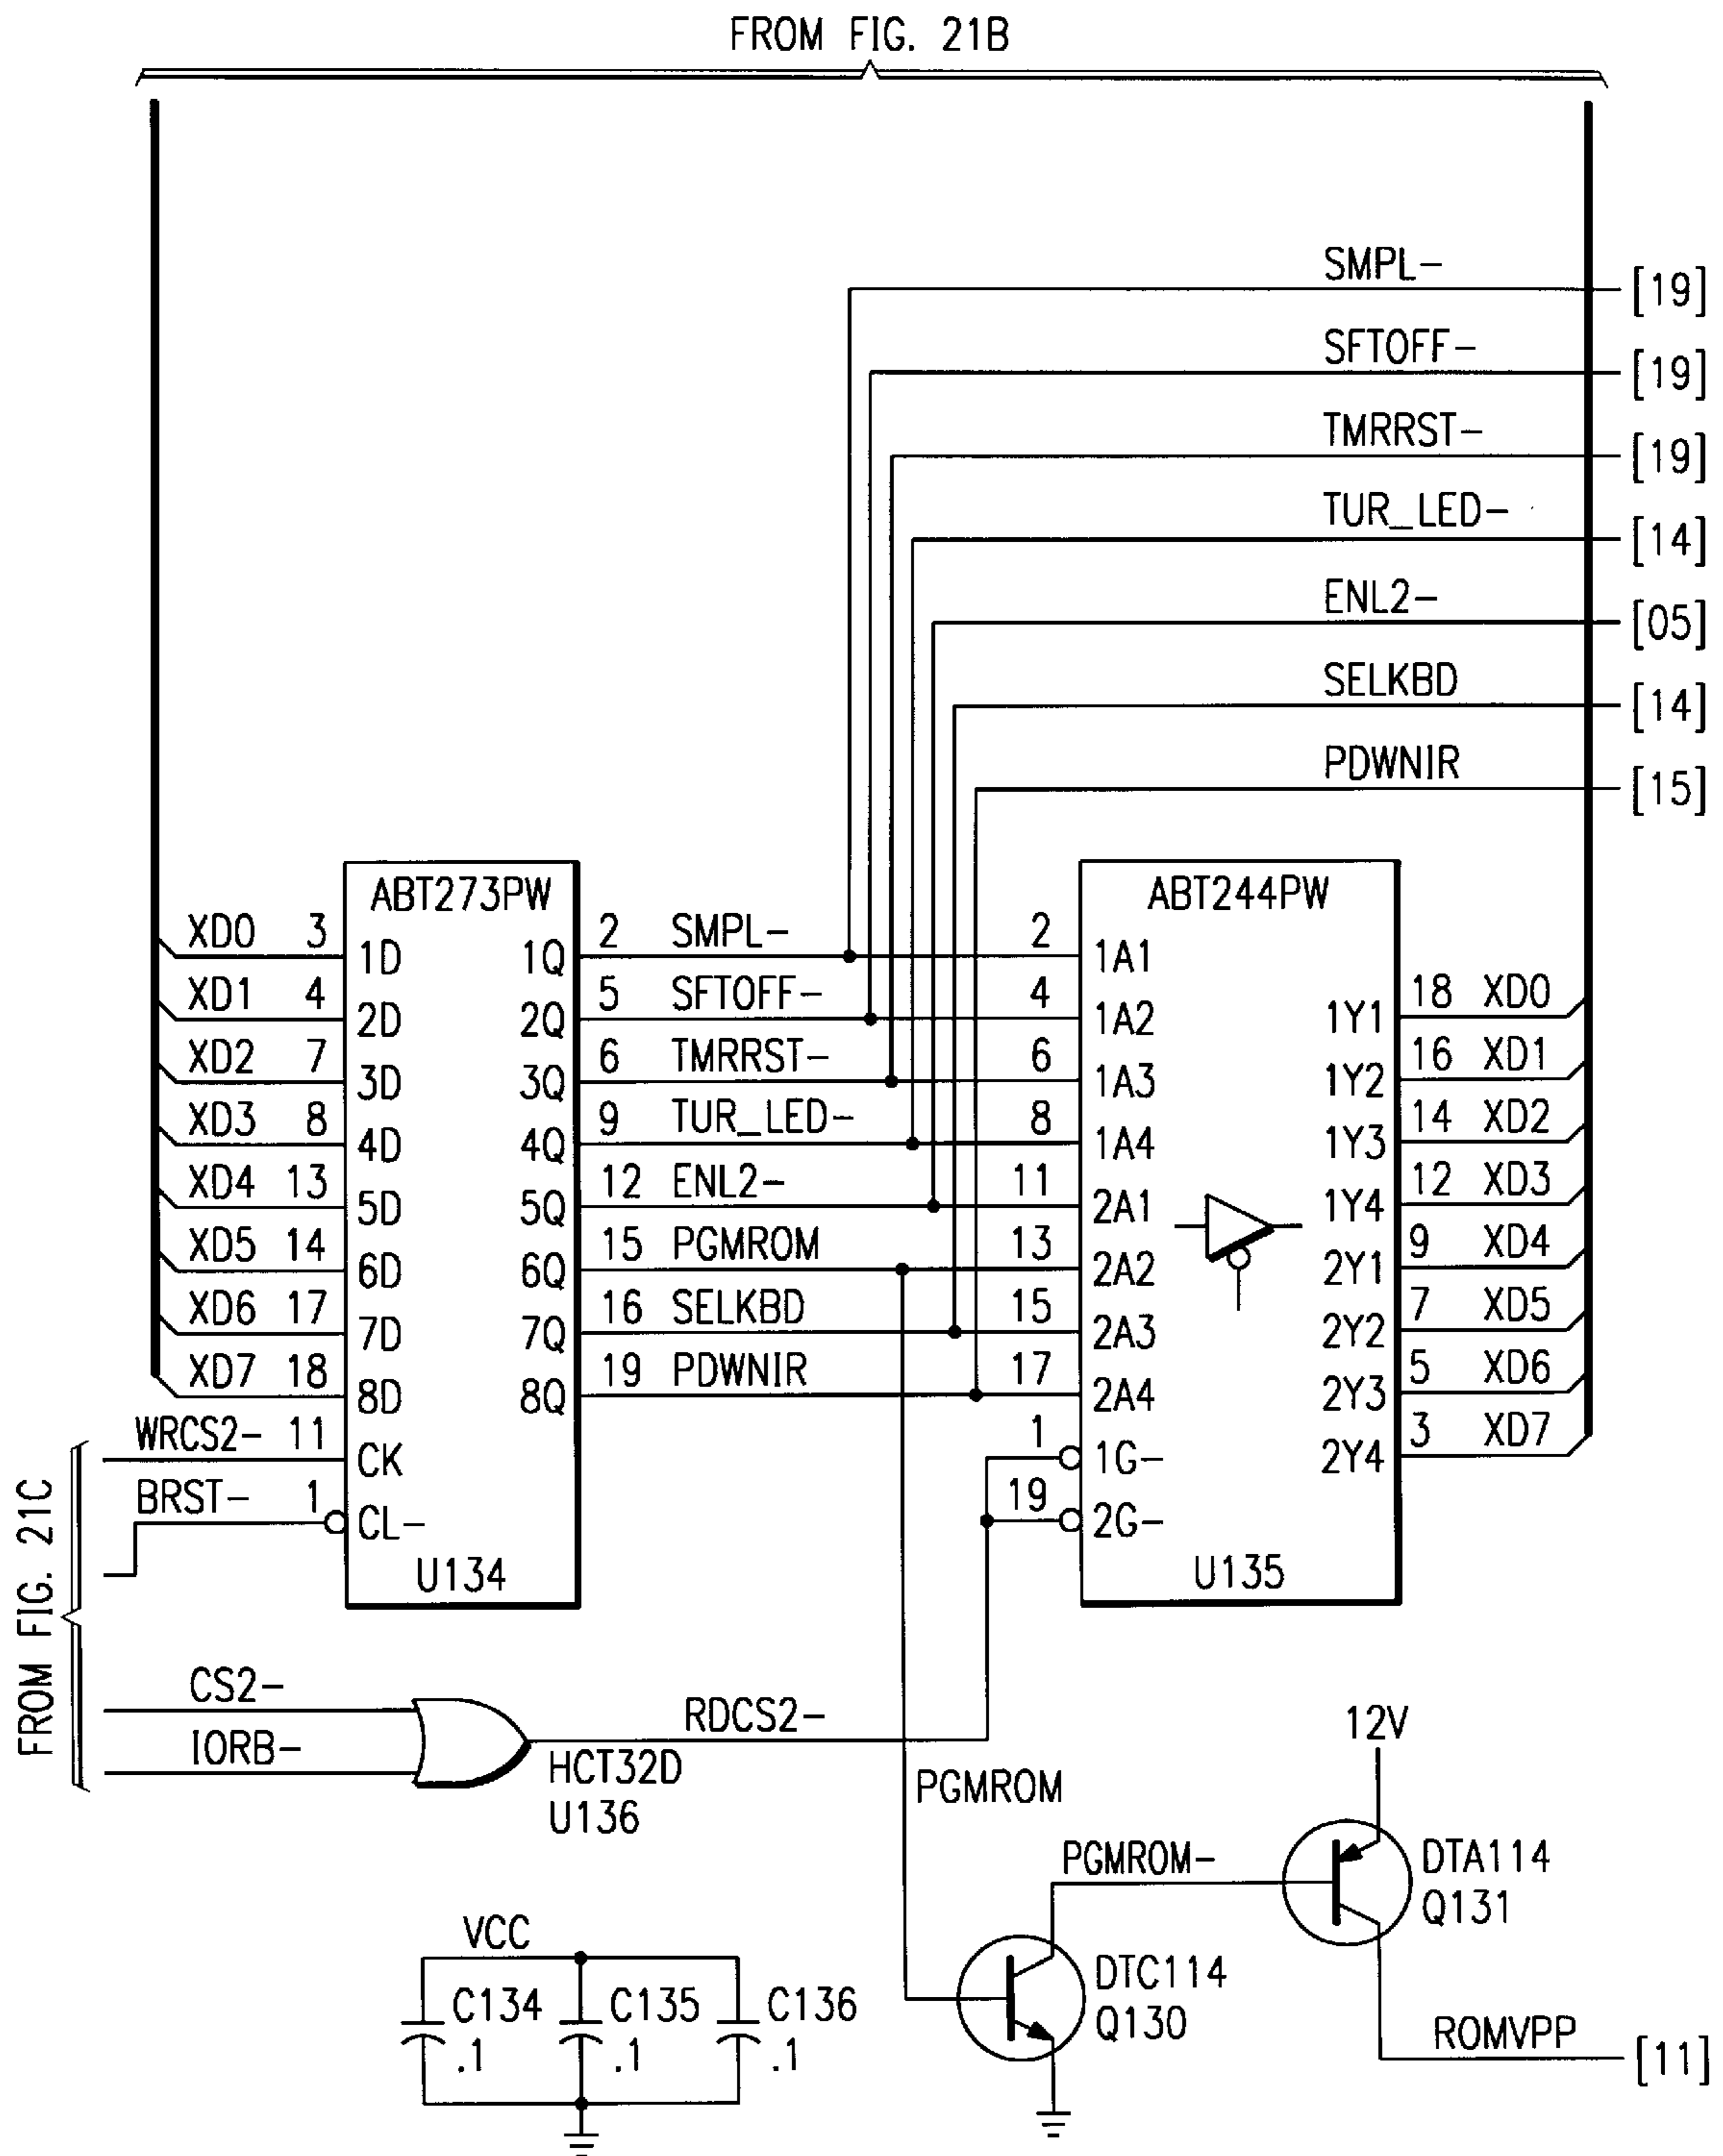 FROM FIG. 21B
SMPL- [19]
SFTOFF- [19]
TMRRST- [19]
TUR_LED- [14]
ENL2- [05]
SELKBD [14]
PDWNIR [15]
ABT273PW ABT244PW
XD0 3 1D 1Q 2 SMPL- 2 1A1
XD1 4 2D 2Q 5 SFTOFF- 4 1A2 1Y1 18 XD0
XD2 7 3D 3Q 6 TMRRST- 6 1A3 1Y2 16 XD1
XD3 8 4D 4Q 9 TUR_LED- 8 1A4 1Y3 14 XD2
XD4 13 5D 5Q 12 ENL2- 11 2A1 1Y4 12 XD3
XD5 14 6D 6Q 15 PGMROM 13 2A2 2Y1 9 XD4
XD6 17 7D 7Q 16 SELKBD 15 2A3 2Y2 7 XD5
XD7 18 8D 8Q 19 PDWNIR 17 2A4 2Y3 5 XD6
WRCS2- 11 CK 1 1G- 2Y4 3 XD7
BRST- 1 CL- 19 2G-
U134 U135
FROM FIG. 21C
CS2-
IORB-
RDCS2-
HCT32D
U136
PGMROM
12V
PGMROM-
DTA114
Q131
DTC114
Q130
ROMVPP [11]
VCC
C134 C135 C136
.1 .1 .1